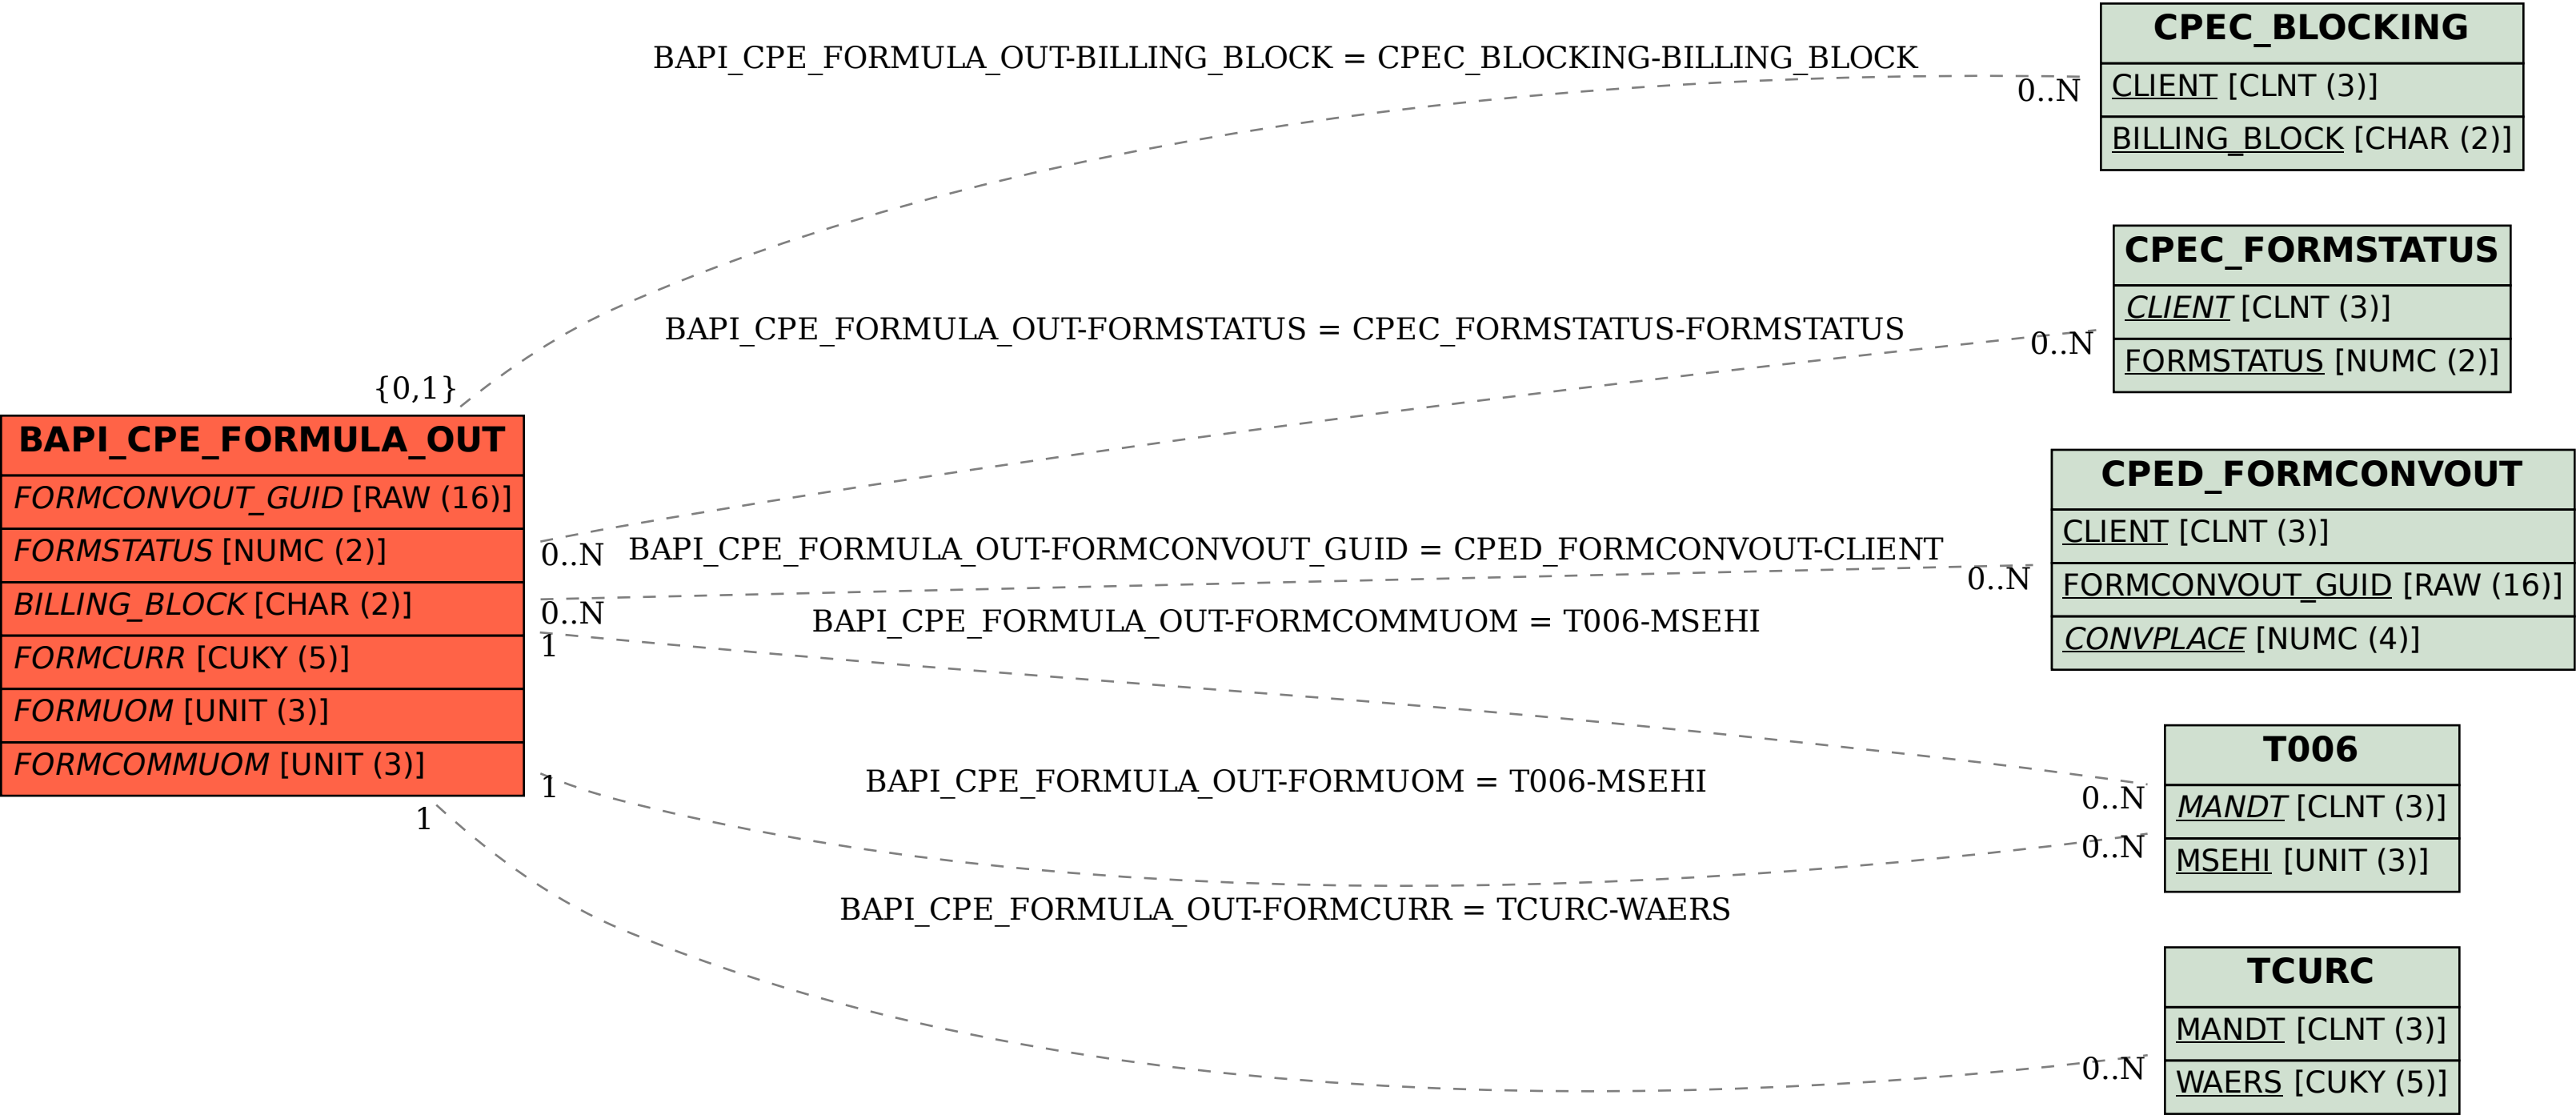 CPEC_BLOCKING
CLIENT [CLNT (3)]
BILLING_BLOCK [CHAR (2)]
BAPI_CPE_FORMULA_OUT-BILLING_BLOCK = CPEC_BLOCKING-BILLING_BLOCK
0..N
{0,1}
CPEC_FORMSTATUS
CLIENT [CLNT (3)]
FORMSTATUS [NUMC (2)]
BAPI_CPE_FORMULA_OUT-FORMSTATUS = CPEC_FORMSTATUS-FORMSTATUS
0..N
0..N
BAPI_CPE_FORMULA_OUT
FORMCONVOUT_GUID [RAW (16)]
FORMSTATUS [NUMC (2)]
BILLING_BLOCK [CHAR (2)]
FORMCURR [CUKY (5)]
FORMUOM [UNIT (3)]
FORMCOMMUOM [UNIT (3)]
CPED_FORMCONVOUT
CLIENT [CLNT (3)]
FORMCONVOUT_GUID [RAW (16)]
CONVPLACE [NUMC (4)]
BAPI_CPE_FORMULA_OUT-FORMCONVOUT_GUID = CPED_FORMCONVOUT-CLIENT
0..N
0..N
BAPI_CPE_FORMULA_OUT-FORMCOMMUOM = T006-MSEHI
1
0..N
BAPI_CPE_FORMULA_OUT-FORMUOM = T006-MSEHI
1
0..N
T006
MANDT [CLNT (3)]
MSEHI [UNIT (3)]
BAPI_CPE_FORMULA_OUT-FORMCURR = TCURC-WAERS
1
0..N
TCURC
MANDT [CLNT (3)]
WAERS [CUKY (5)]